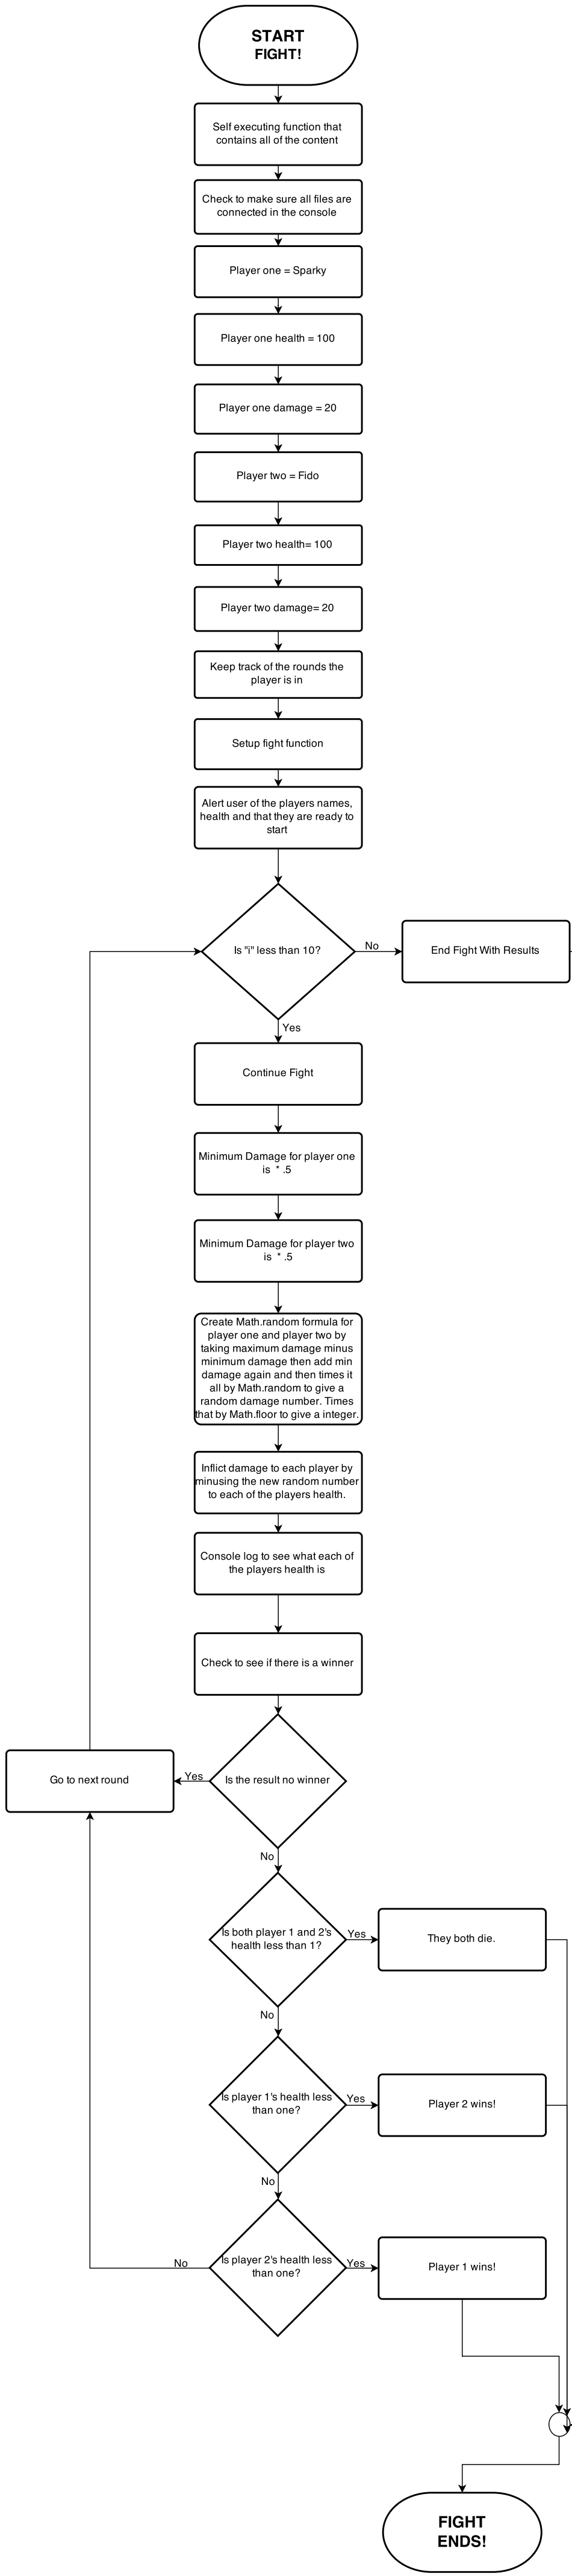 START
FIGHT!
Self executing function that
contains all of the content
Check to make sure all files are
connected in the console
Player one = Sparky
Player one health = 100
Player one damage = 20
Player two = Fido
Player two health= 100
Player two damage= 20
Keep track of the rounds the
player is in
Setup fight function
Alert user of the players names,
health and that they are ready to
start
Is "i" less than 10?
No
End Fight With Results
Yes
Continue Fight
Minimum Damage for player one
is * .5
Minimum Damage for player two
is * .5
Create Math.random formula for
player one and player two by
taking maximum damage minus
minimum damage then add min
damage again and then times it
all by Math.random to give a
random damage number. Times
that by Math.floor to give a integer.
Inflict damage to each player by
minusing the new random number
to each of the players health.
Console log to see what each of
the players health is
Check to see if there is a winner
Is the result no winner
Yes
Go to next round
No
Is both player 1 and 2's
health less than 1?
Yes
They both die.
No
Is player 1's health less
than one?
Yes
Player 2 wins!
No
Is player 2's health less
than one?
Yes
Player 1 wins!
No
FIGHT
ENDS!